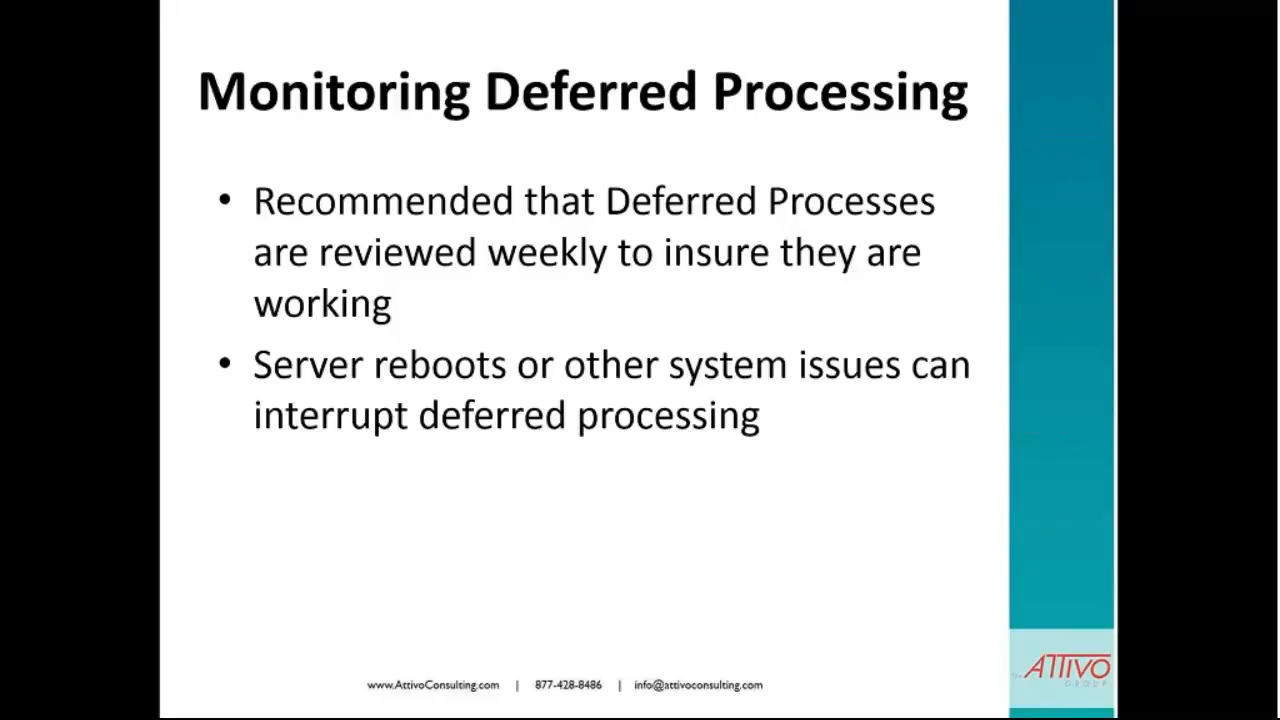 Monitoring Deferred Processing
• Recommended that Deferred Processes
are reviewed weekly to insure they are
working
• Server reboots or other system issues can
interrupt deferred processing
www.AttivoConsulting.com | 877-428-8486 | info@attivoconsulting.com
ATTIVO
GROUP